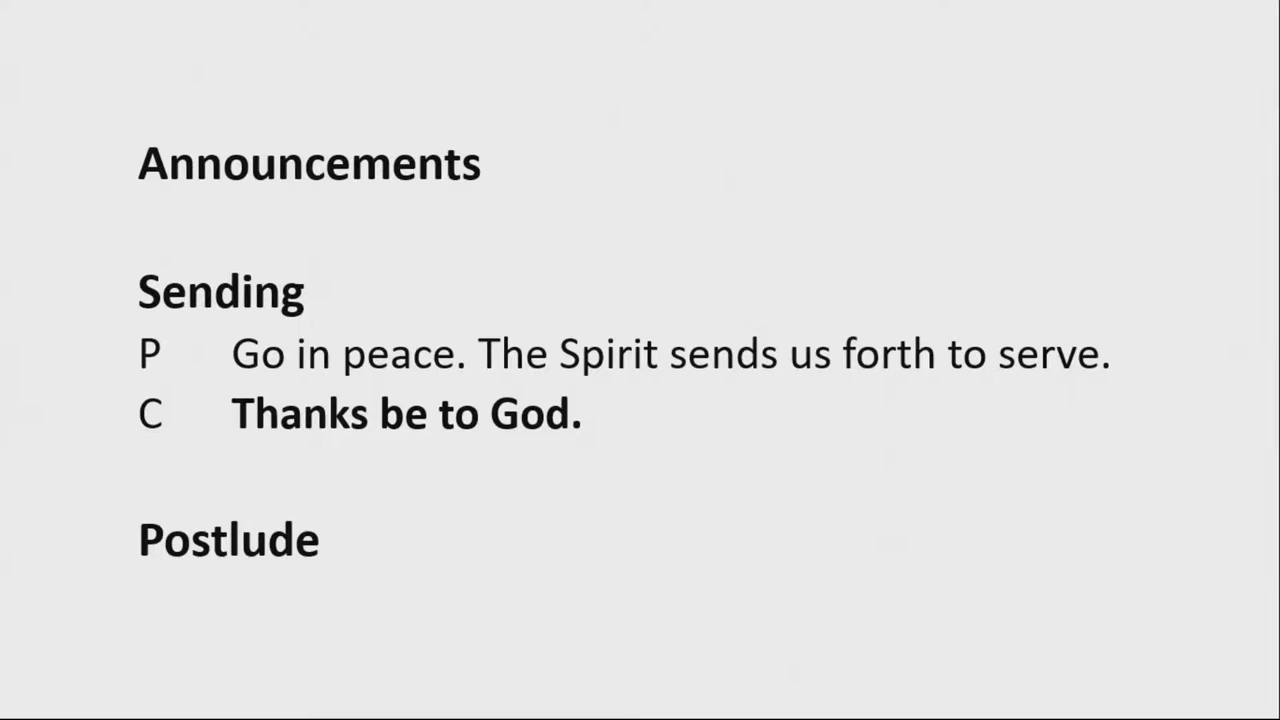 Announcements
Sending
P Go in peace. The Spirit sends us forth to serve.
C Thanks be to God.
Postlude